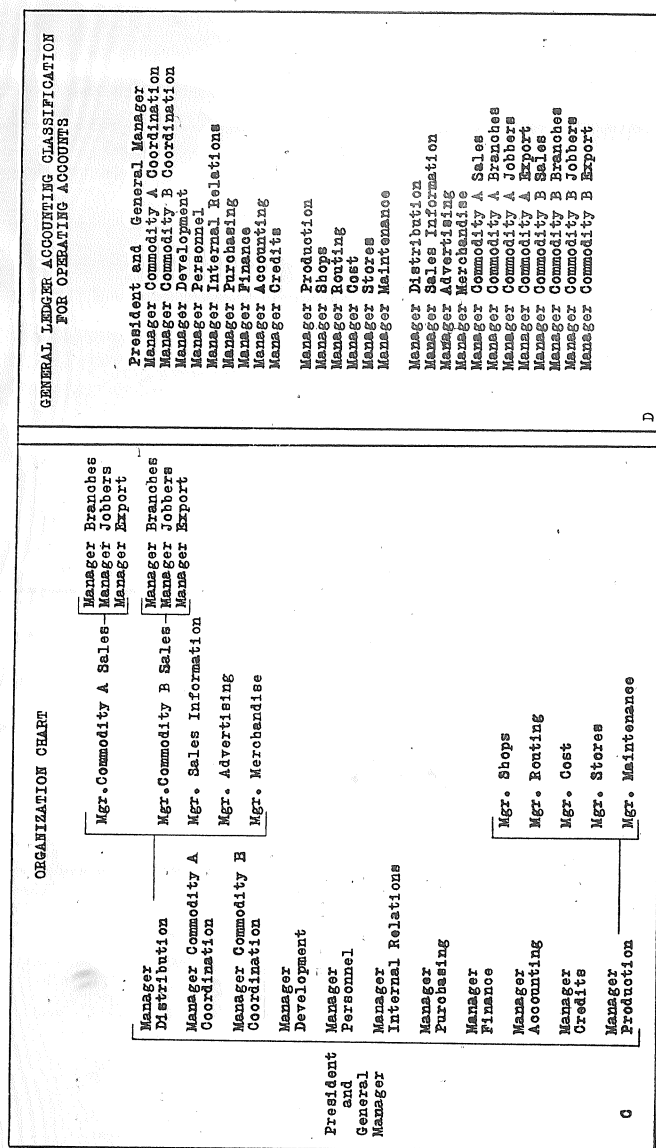 ORGANIZATION CHART
President
and
General
Manager
Manager
Distribution
Manager Commodity A
Coordination
Manager Commodity B
Coordination
Manager
Development
Manager
Personnel
Manager
Internal Relations
Manager
Purchasing
Manager
Finance
Manager
Accounting
Manager
Credits
Manager
Production
Mgr.Commodity A Sales
Manager Branches
Manager Jobbers
Manager Export
Mgr.Commodity B Sales
Manager Branches
Manager Jobbers
Manager Export
Mgr. Sales Information
Mgr. Advertising
Mgr. Merchandise
Mgr. Shops
Mgr. Routing
Mgr. Cost
Mgr. Stores
Mgr. Maintenance
C
GENERAL LEDGER ACCOUNTING CLASSIFICATION
FOR OPERATING ACCOUNTS
President and General Manager
Manager Commodity A Coordination
Manager Commodity B Coordination
Manager Development
Manager Personnel
Manager Internal Relations
Manager Purchasing
Manager Finance
Manager Accounting
Manager Credits
Manager Production
Manager Shops
Manager Routing
Manager Cost
Manager Stores
Manager Maintenance
Manager Distribution
Manager Sales Information
Manager Advertising
Manager Merchandise
Manager Commodity A Sales
Manager Commodity A Branches
Manager Commodity A Jobbers
Manager Commodity A Export
Manager Commodity B Sales
Manager Commodity B Branches
Manager Commodity B Jobbers
Manager Commodity B Export
D